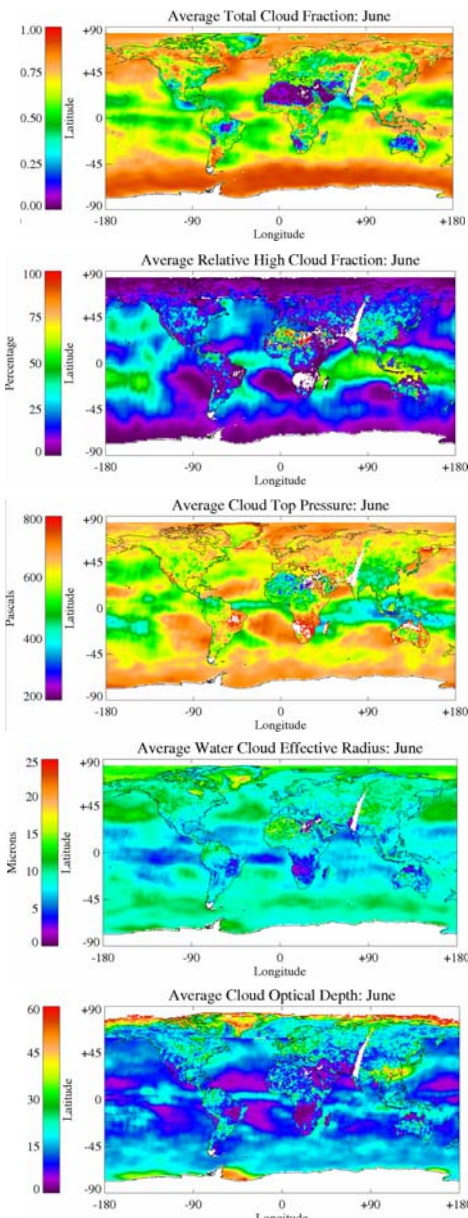 Average Total Cloud Fraction: June
1.00
0.75
0.50
0.25
0.00
Latitude
+90
+45
0
-45
-90
-180 -90 0 +90 +180
Longitude
Average Relative High Cloud Fraction: June
Percentage
100
75
50
25
0
Latitude
+90
+45
0
-45
-90
-180 -90 0 +90 +180
Longitude
Average Cloud Top Pressure: June
Pascals
800
600
400
200
Latitude
+90
+45
0
-45
-90
-180 -90 0 +90 +180
Longitude
Average Water Cloud Effective Radius: June
Microns
25
20
15
10
5
0
Latitude
+90
+45
0
-45
-90
-180 -90 0 +90 +180
Longitude
Average Cloud Optical Depth: June
60
45
30
15
0
Latitude
+90
+45
0
-45
-90
-180 -90 0 +90 +180
Longitude